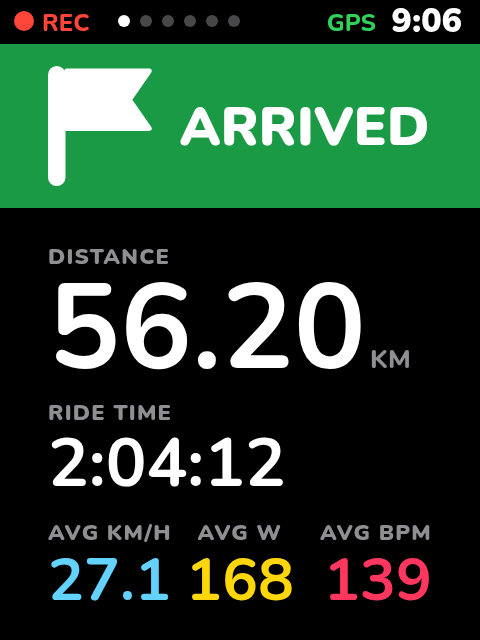 REC GPS 9:06
ARRIVED
DISTANCE
56.20 KM
RIDE TIME
2:04:12
AVG KM/H AVG W AVG BPM
27.1 168 139